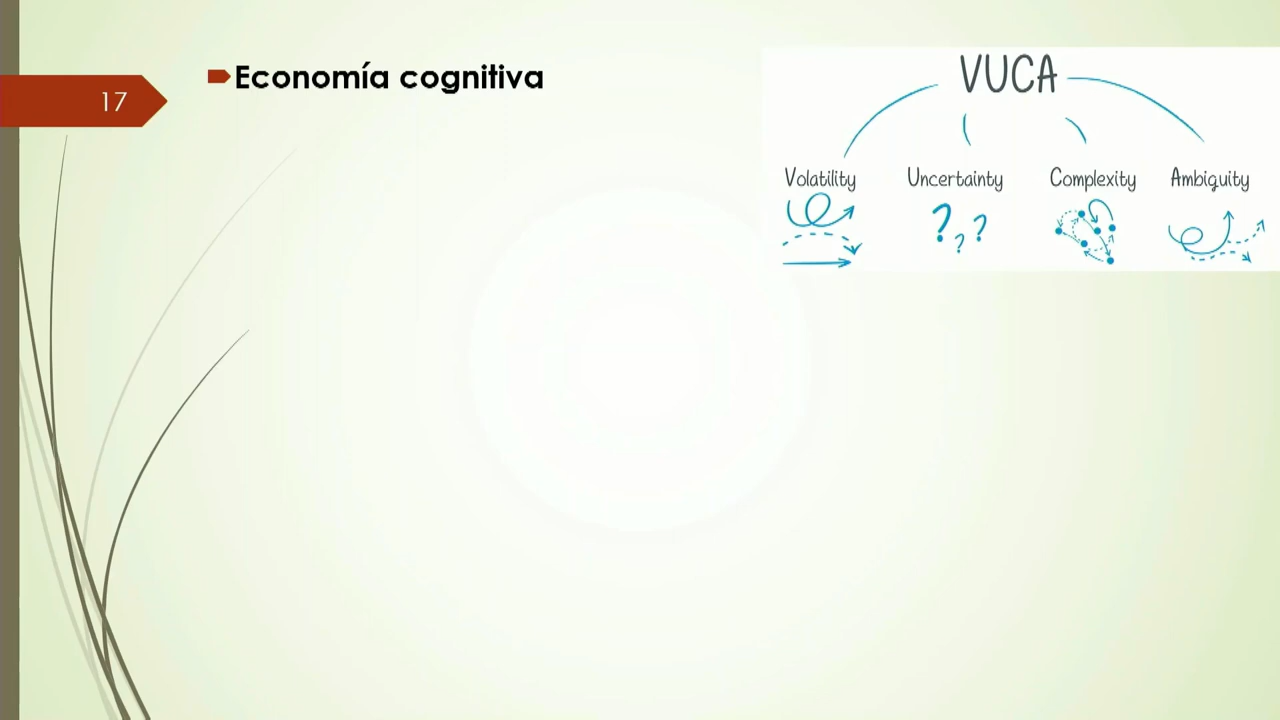 17
Economía cognitiva
VUCA
Volatility
Uncertainty
Complexity
Ambiguity
? ? ?